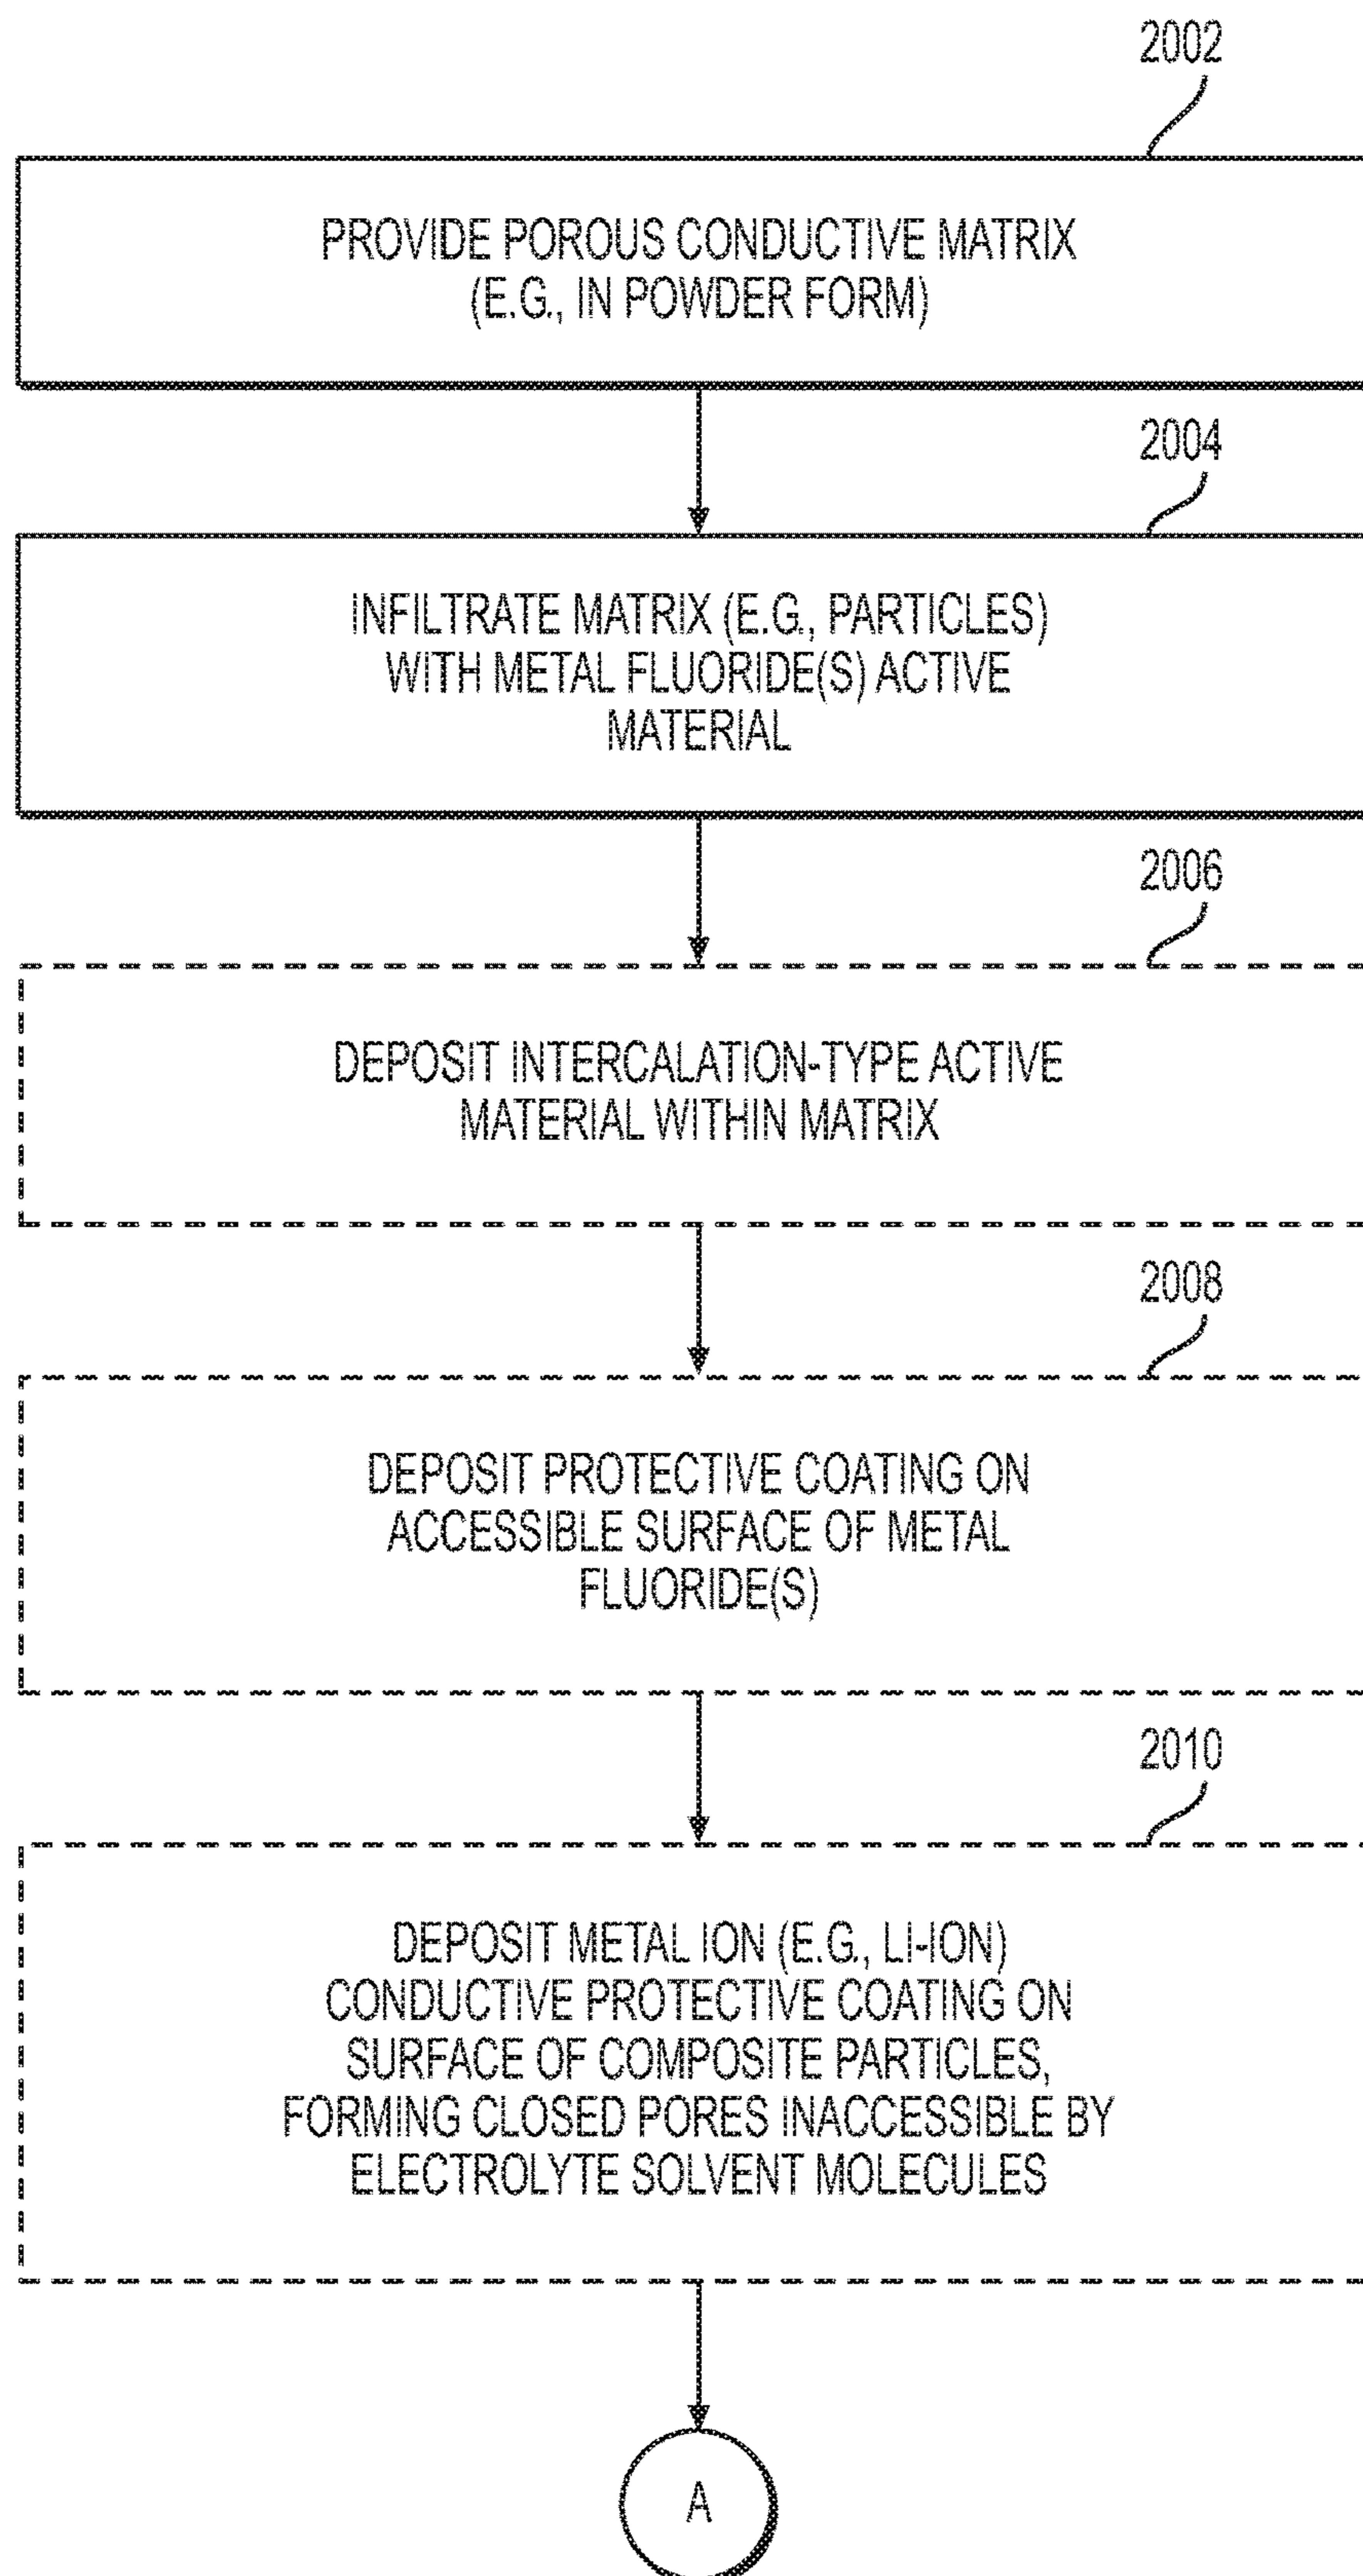 2002
PROVIDE POROUS CONDUCTIVE MATRIX
(E.G., IN POWDER FORM)
2004
INFILTRATE MATRIX (E.G., PARTICLES)
WITH METAL FLUORIDE(S) ACTIVE
MATERIAL
2006
DEPOSIT INTERCALATION-TYPE ACTIVE
MATERIAL WITHIN MATRIX
2008
DEPOSIT PROTECTIVE COATING ON
ACCESSIBLE SURFACE OF METAL
FLUORIDE(S)
2010
DEPOSIT METAL ION (E.G., LI-ION)
CONDUCTIVE PROTECTIVE COATING ON
SURFACE OF COMPOSITE PARTICLES,
FORMING CLOSED PORES INACCESSIBLE BY
ELECTROLYTE SOLVENT MOLECULES
A